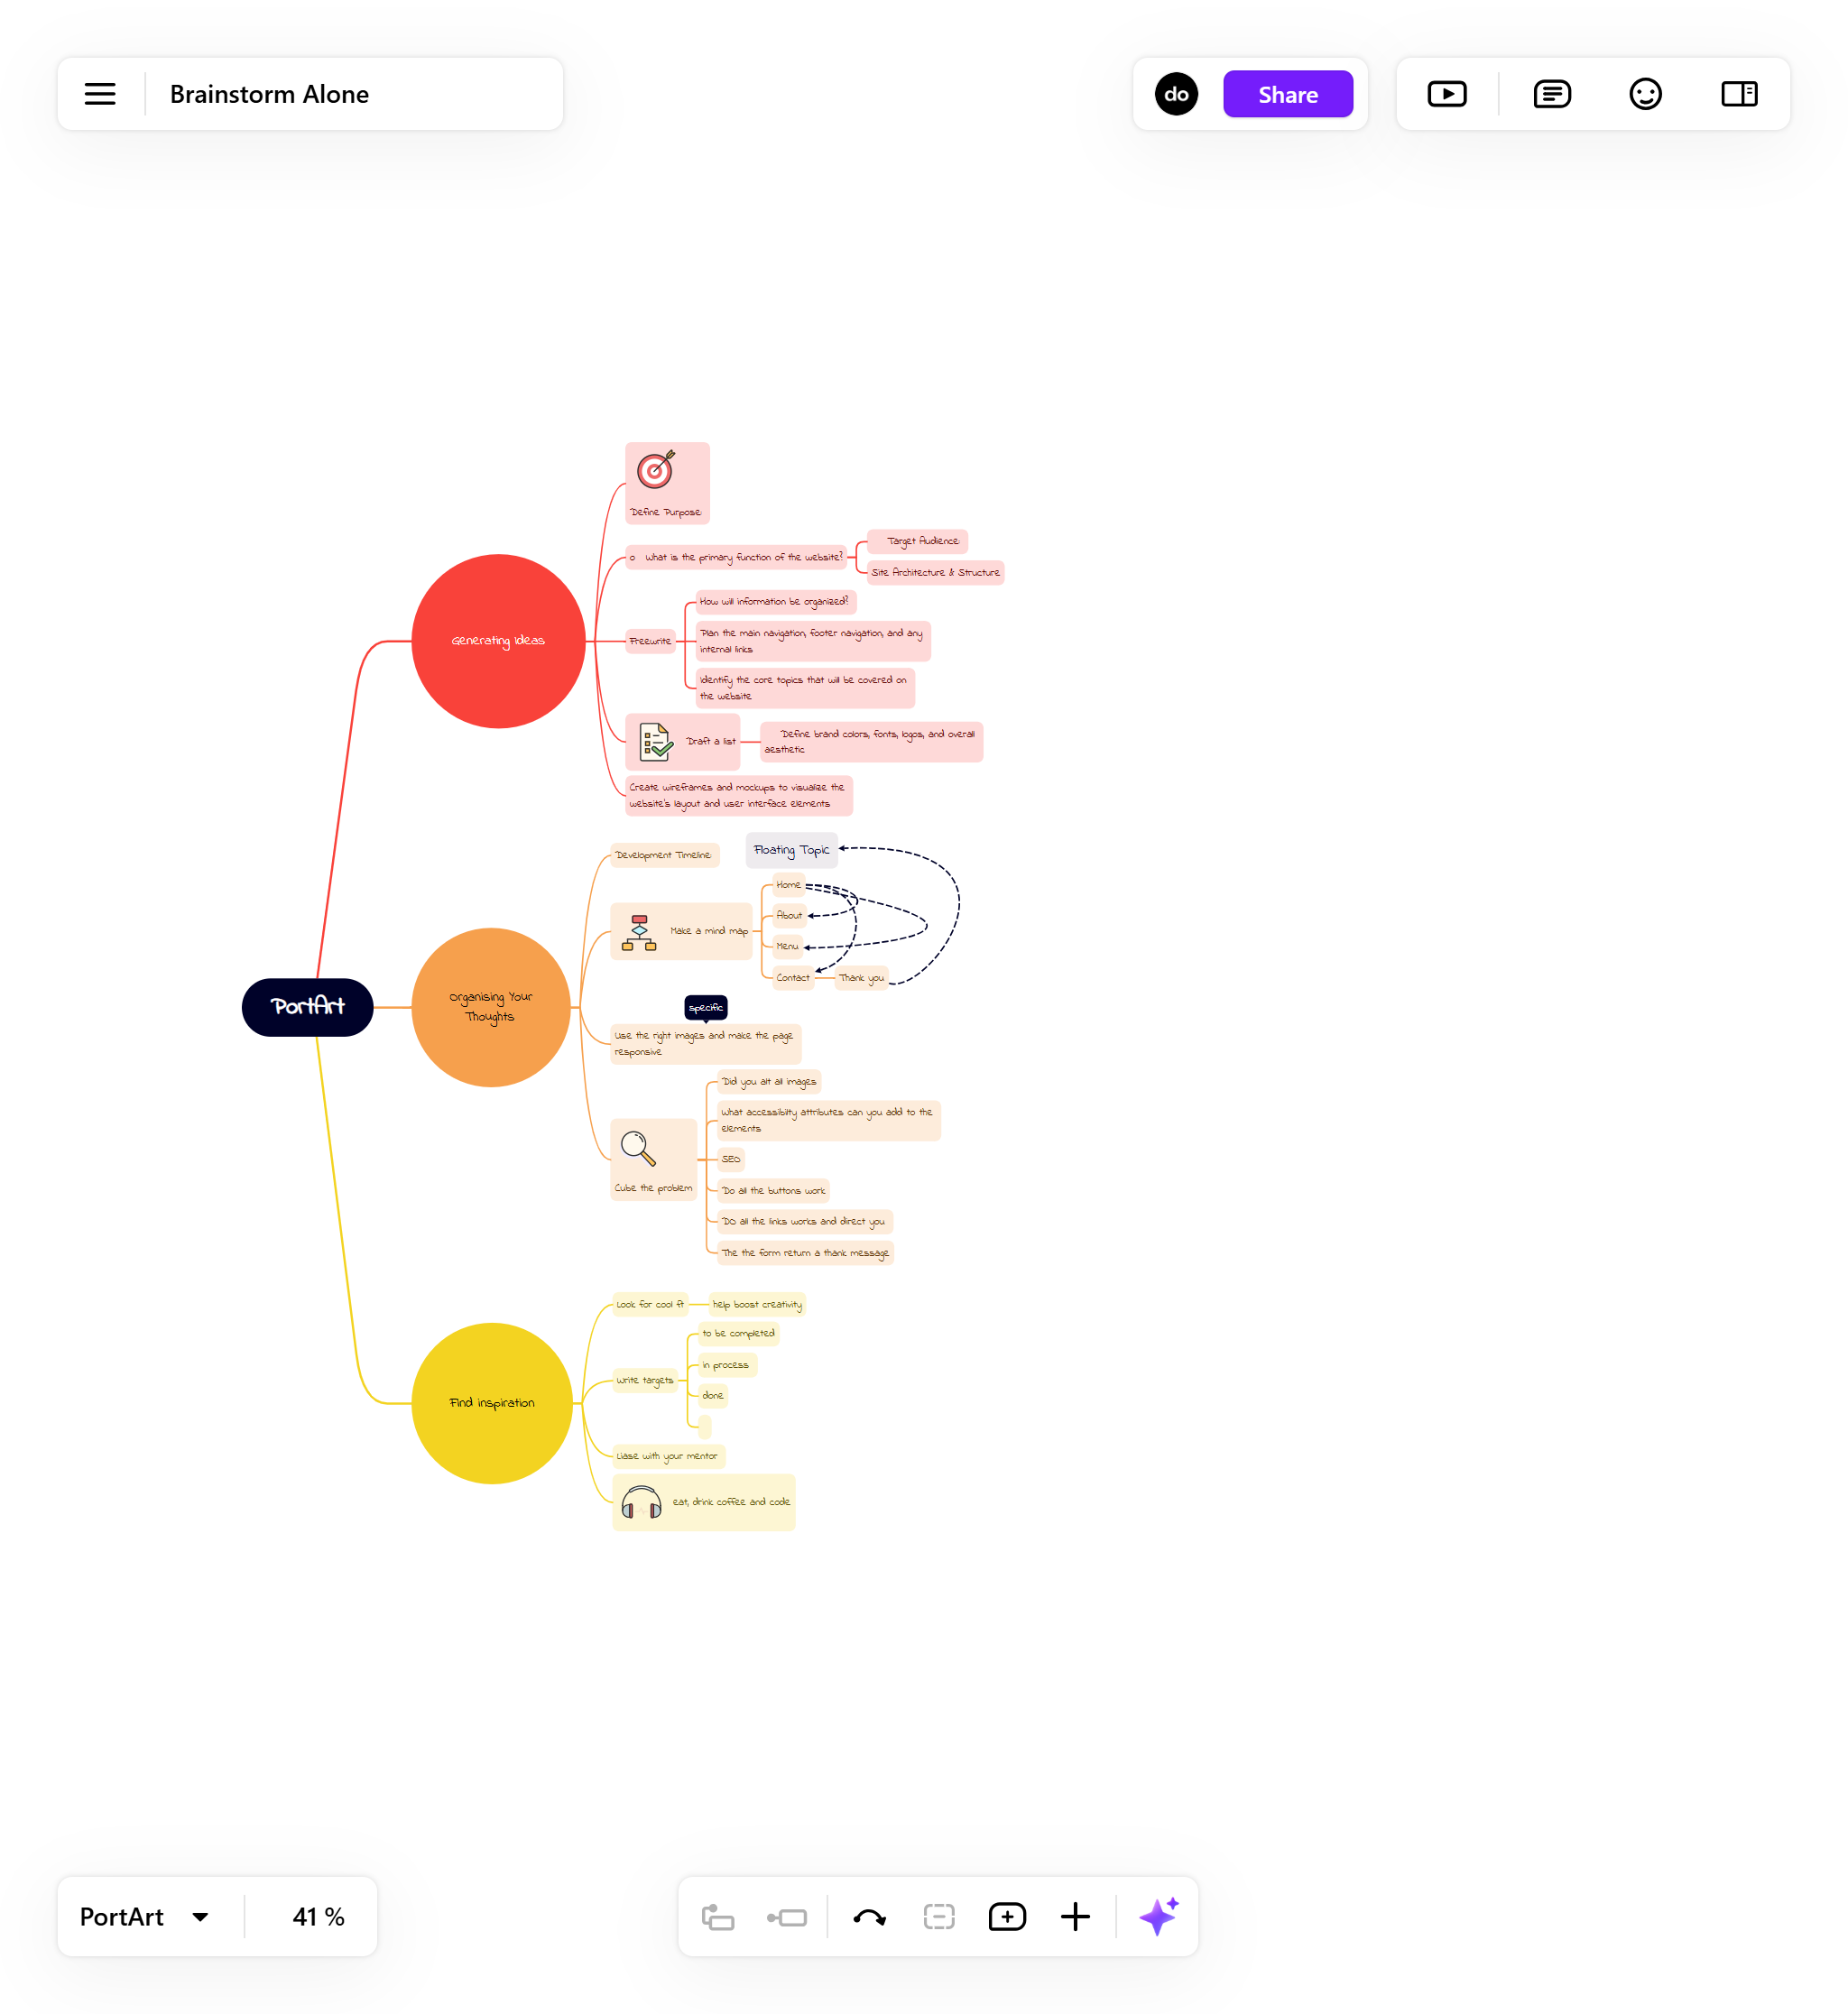 Brainstorm Alone
do
Share
Define Purpose:
o What is the primary function of the website?
Target Audience:
Site Architecture & Structure
Generating Ideas
Freewrite
How will information be organized?
Plan the main navigation, footer navigation, and any
internal links
Identify the core topics that will be covered on
the website
Draft a list
Define brand colors, fonts, logos, and overall
aesthetic
Create wireframes and mockups to visualize the
website's layout and user interface elements
Development Timeline:
Floating Topic
Make a mind map
Home
About
Menu
Contact
Thank you
PortArt
Organising Your
Thoughts
specific
Use the right images and make the page
responsive
Cube the problem
Did you alt all images
What accessibilty attributes can you add to the
elements
SEO
Do all the buttons work
DO all the links works and direct you
The the form return a thank message
Find inspiration
Look for cool ft
help boost creativity
Write targets
to be completed
in process
done
Liase with your mentor
eat, drink coffee and code
PortArt
41 %